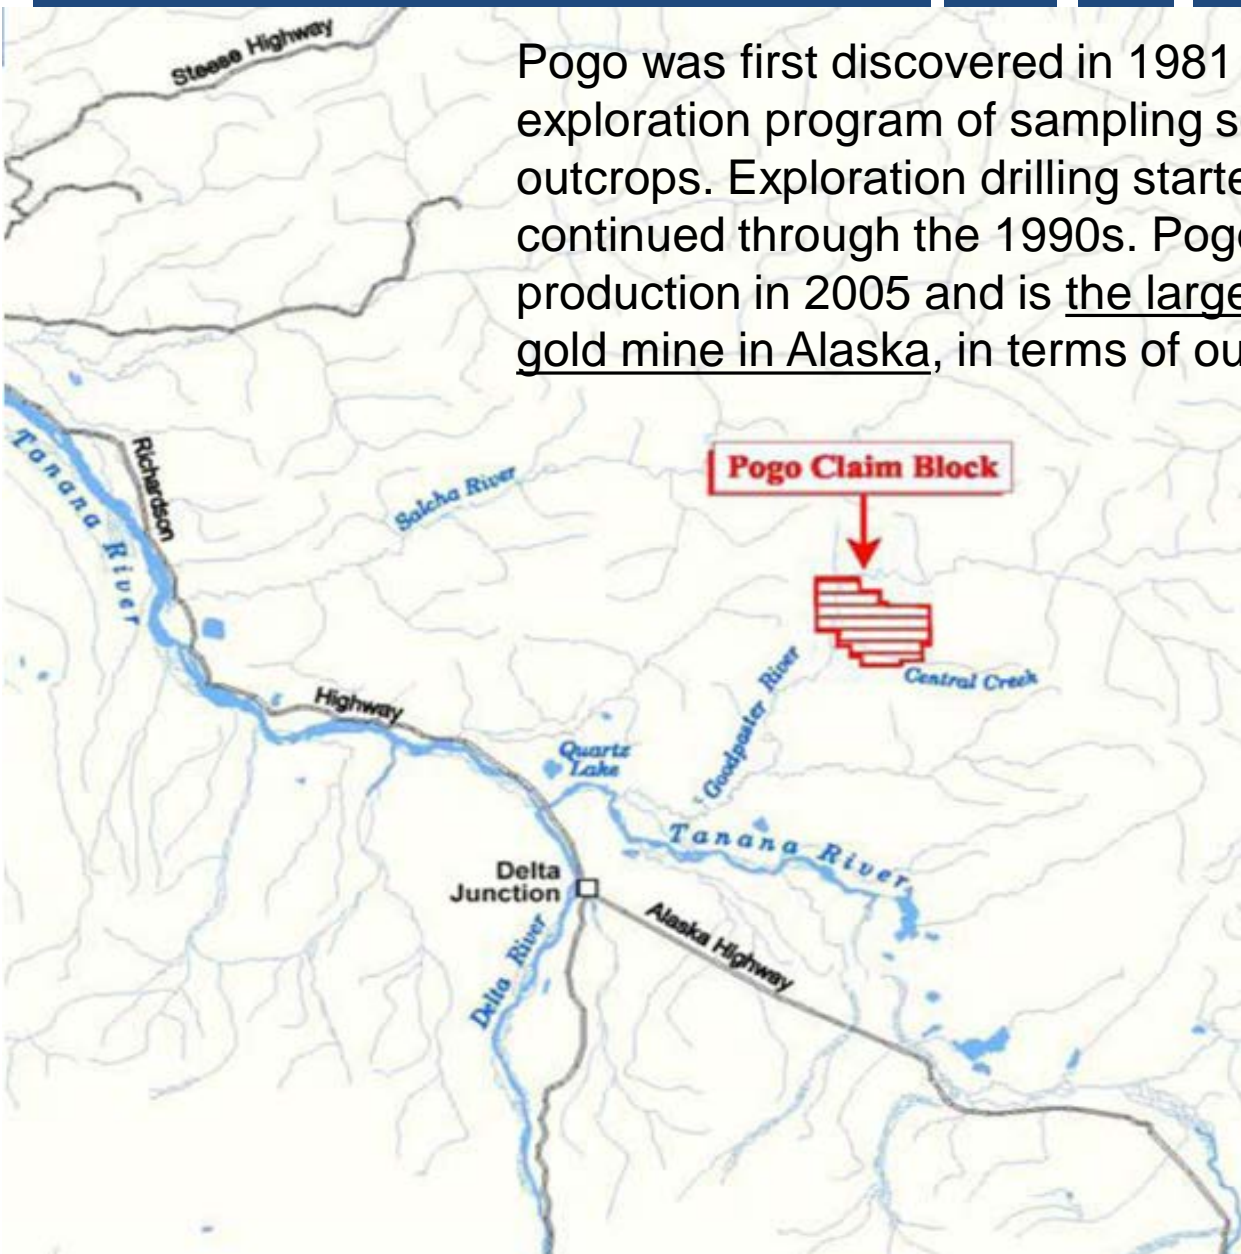 Pogo was first discovered in 1981
exploration program of sampling s
outcrops. Exploration drilling starte
continued through the 1990s. Pog
production in 2005 and is the large
gold mine in Alaska, in terms of ou
Steese Highway
Pogo Claim Block
Tanana River
Richardson
Salcha River
Goodpaster River
Central Creek
Highway
Quartz
Lake
Tanana River
Delta
Junction
Alaska Highway
Delta River